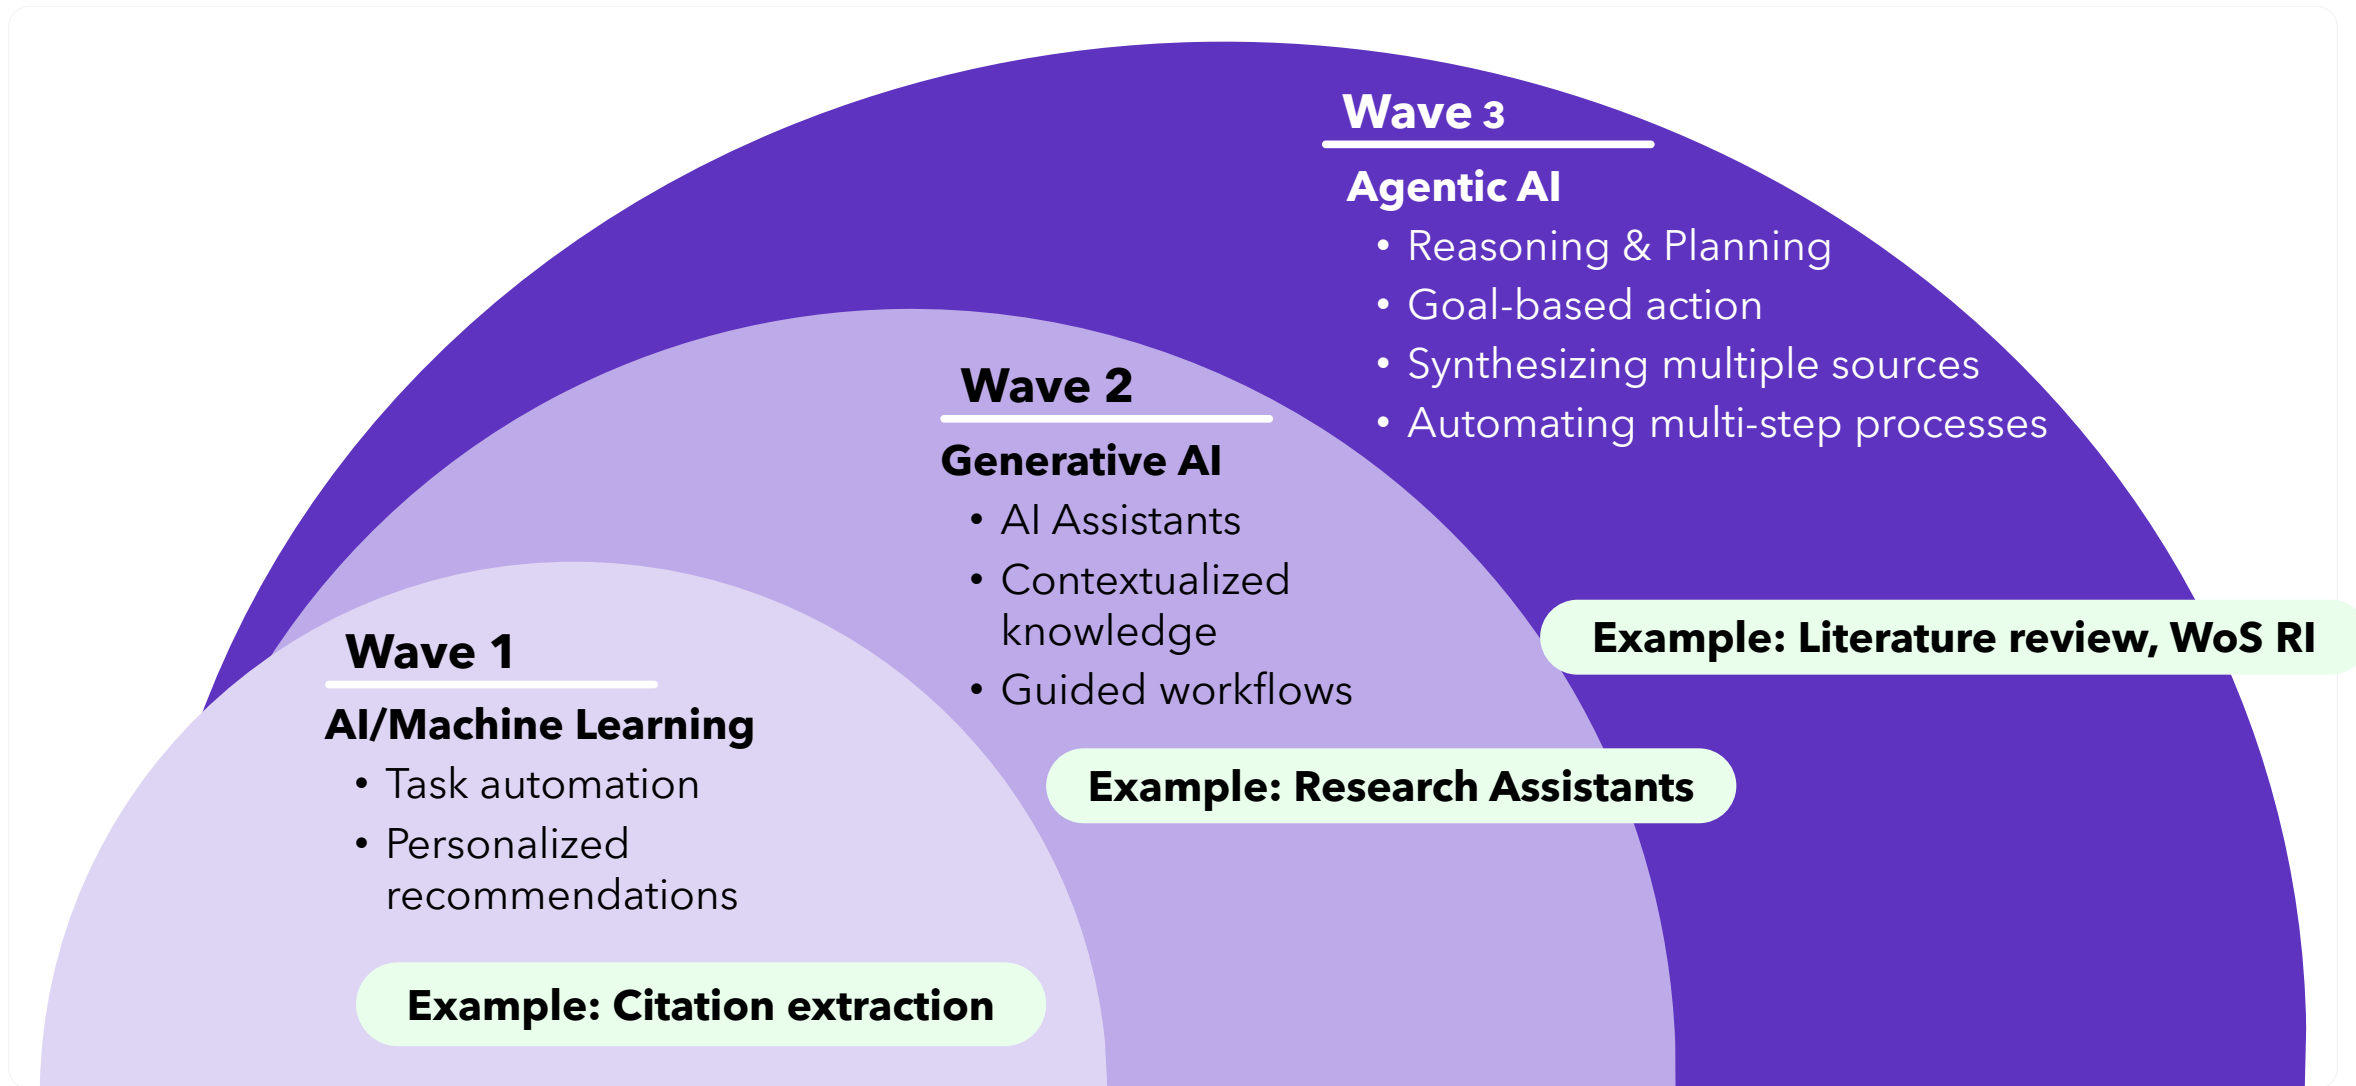 Wave 3
Agentic AI
• Reasoning & Planning
• Goal-based action
• Synthesizing multiple sources
• Automating multi-step processes
Example: Literature review, WoS RI
Wave 2
Generative AI
• AI Assistants
• Contextualized
knowledge
• Guided workflows
Example: Research Assistants
Wave 1
AI/Machine Learning
• Task automation
• Personalized
recommendations
Example: Citation extraction